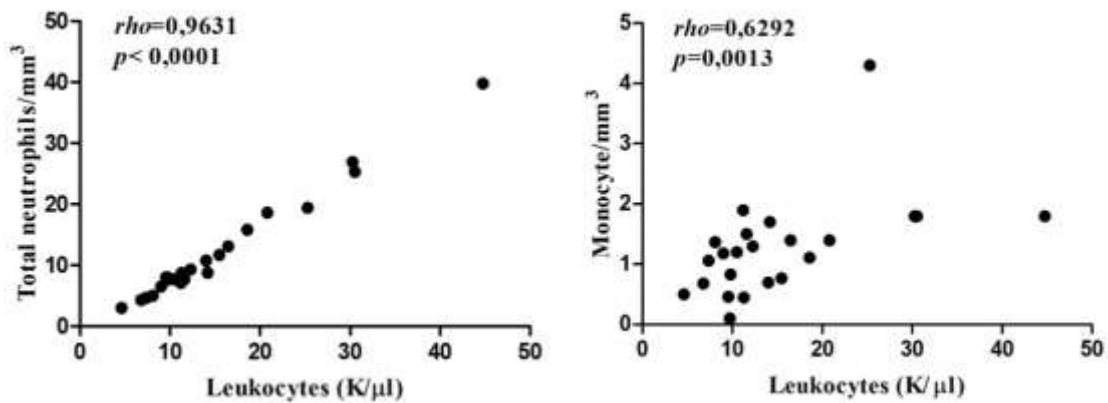 rho=0,9631
p< 0,0001
Total neutrophils/mm³
50
40
30
20
10
0
0 10 20 30 40 50
Leukocytes (K/µl)
rho=0,6292
p=0,0013
Monocyte/mm³
5
4
3
2
1
0
0 10 20 30 40 50
Leukocytes (K/ µl)